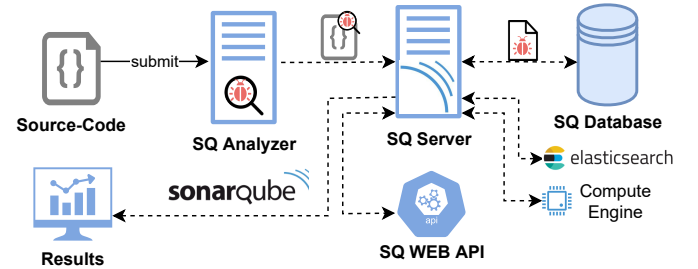 submit
Source-Code
SQ Analyzer
SQ Server
SQ Database
elasticsearch
sonarqube
Compute
Engine
api
SQ WEB API
Results